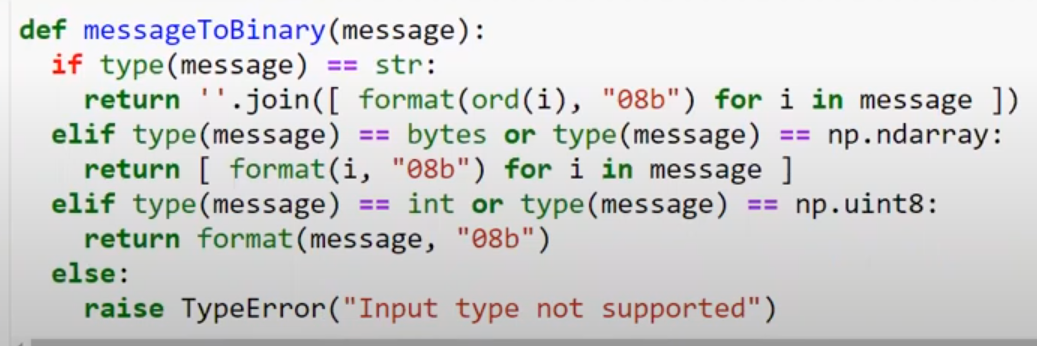 def messageToBinary(message):
  if type(message) == str:
    return ''.join([ format(ord(i), "08b") for i in message ])
  elif type(message) == bytes or type(message) == np.ndarray:
    return [ format(i, "08b") for i in message ]
  elif type(message) == int or type(message) == np.uint8:
    return format(message, "08b")
  else:
    raise TypeError("Input type not supported")